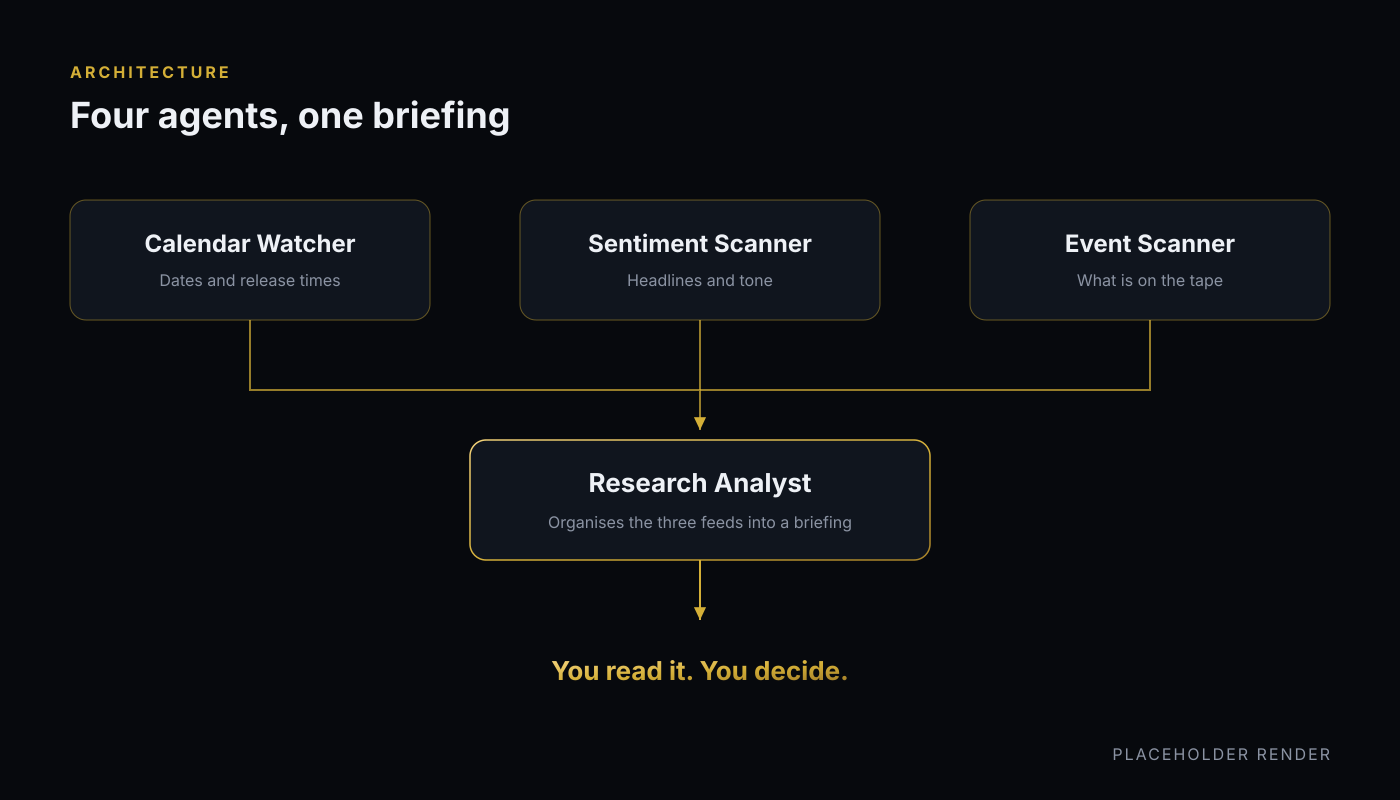 ARCHITECTURE
Four agents, one briefing
Calendar Watcher
Dates and release times
Sentiment Scanner
Headlines and tone
Event Scanner
What is on the tape
Research Analyst
Organises the three feeds into a briefing
You read it. You decide.
PLACEHOLDER RENDER